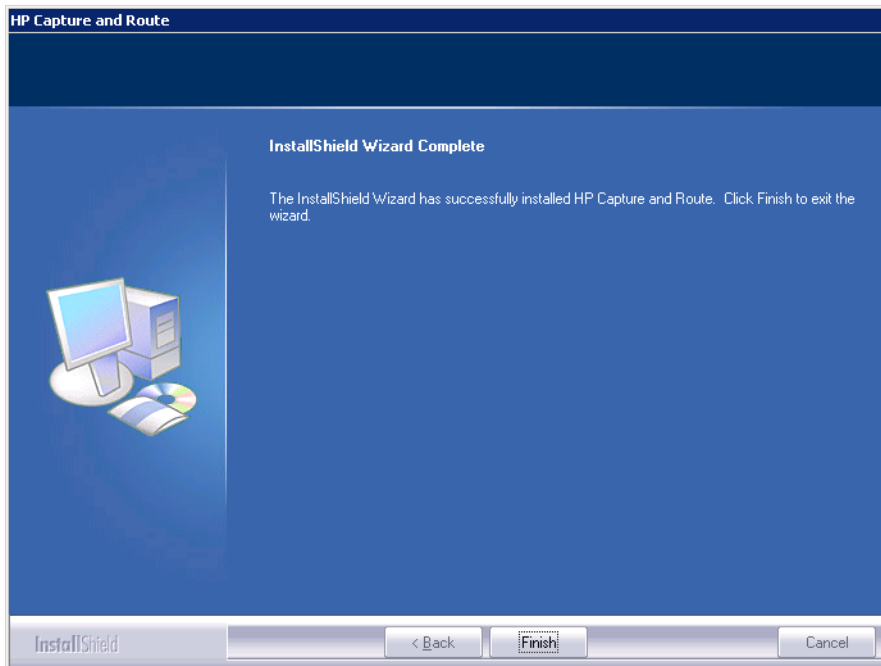 HP Capture and Route
InstallShield Wizard Complete
The InstallShield Wizard has successfully installed HP Capture and Route. Click Finish to exit the
wizard.
InstallShield
< Back
Finish
Cancel